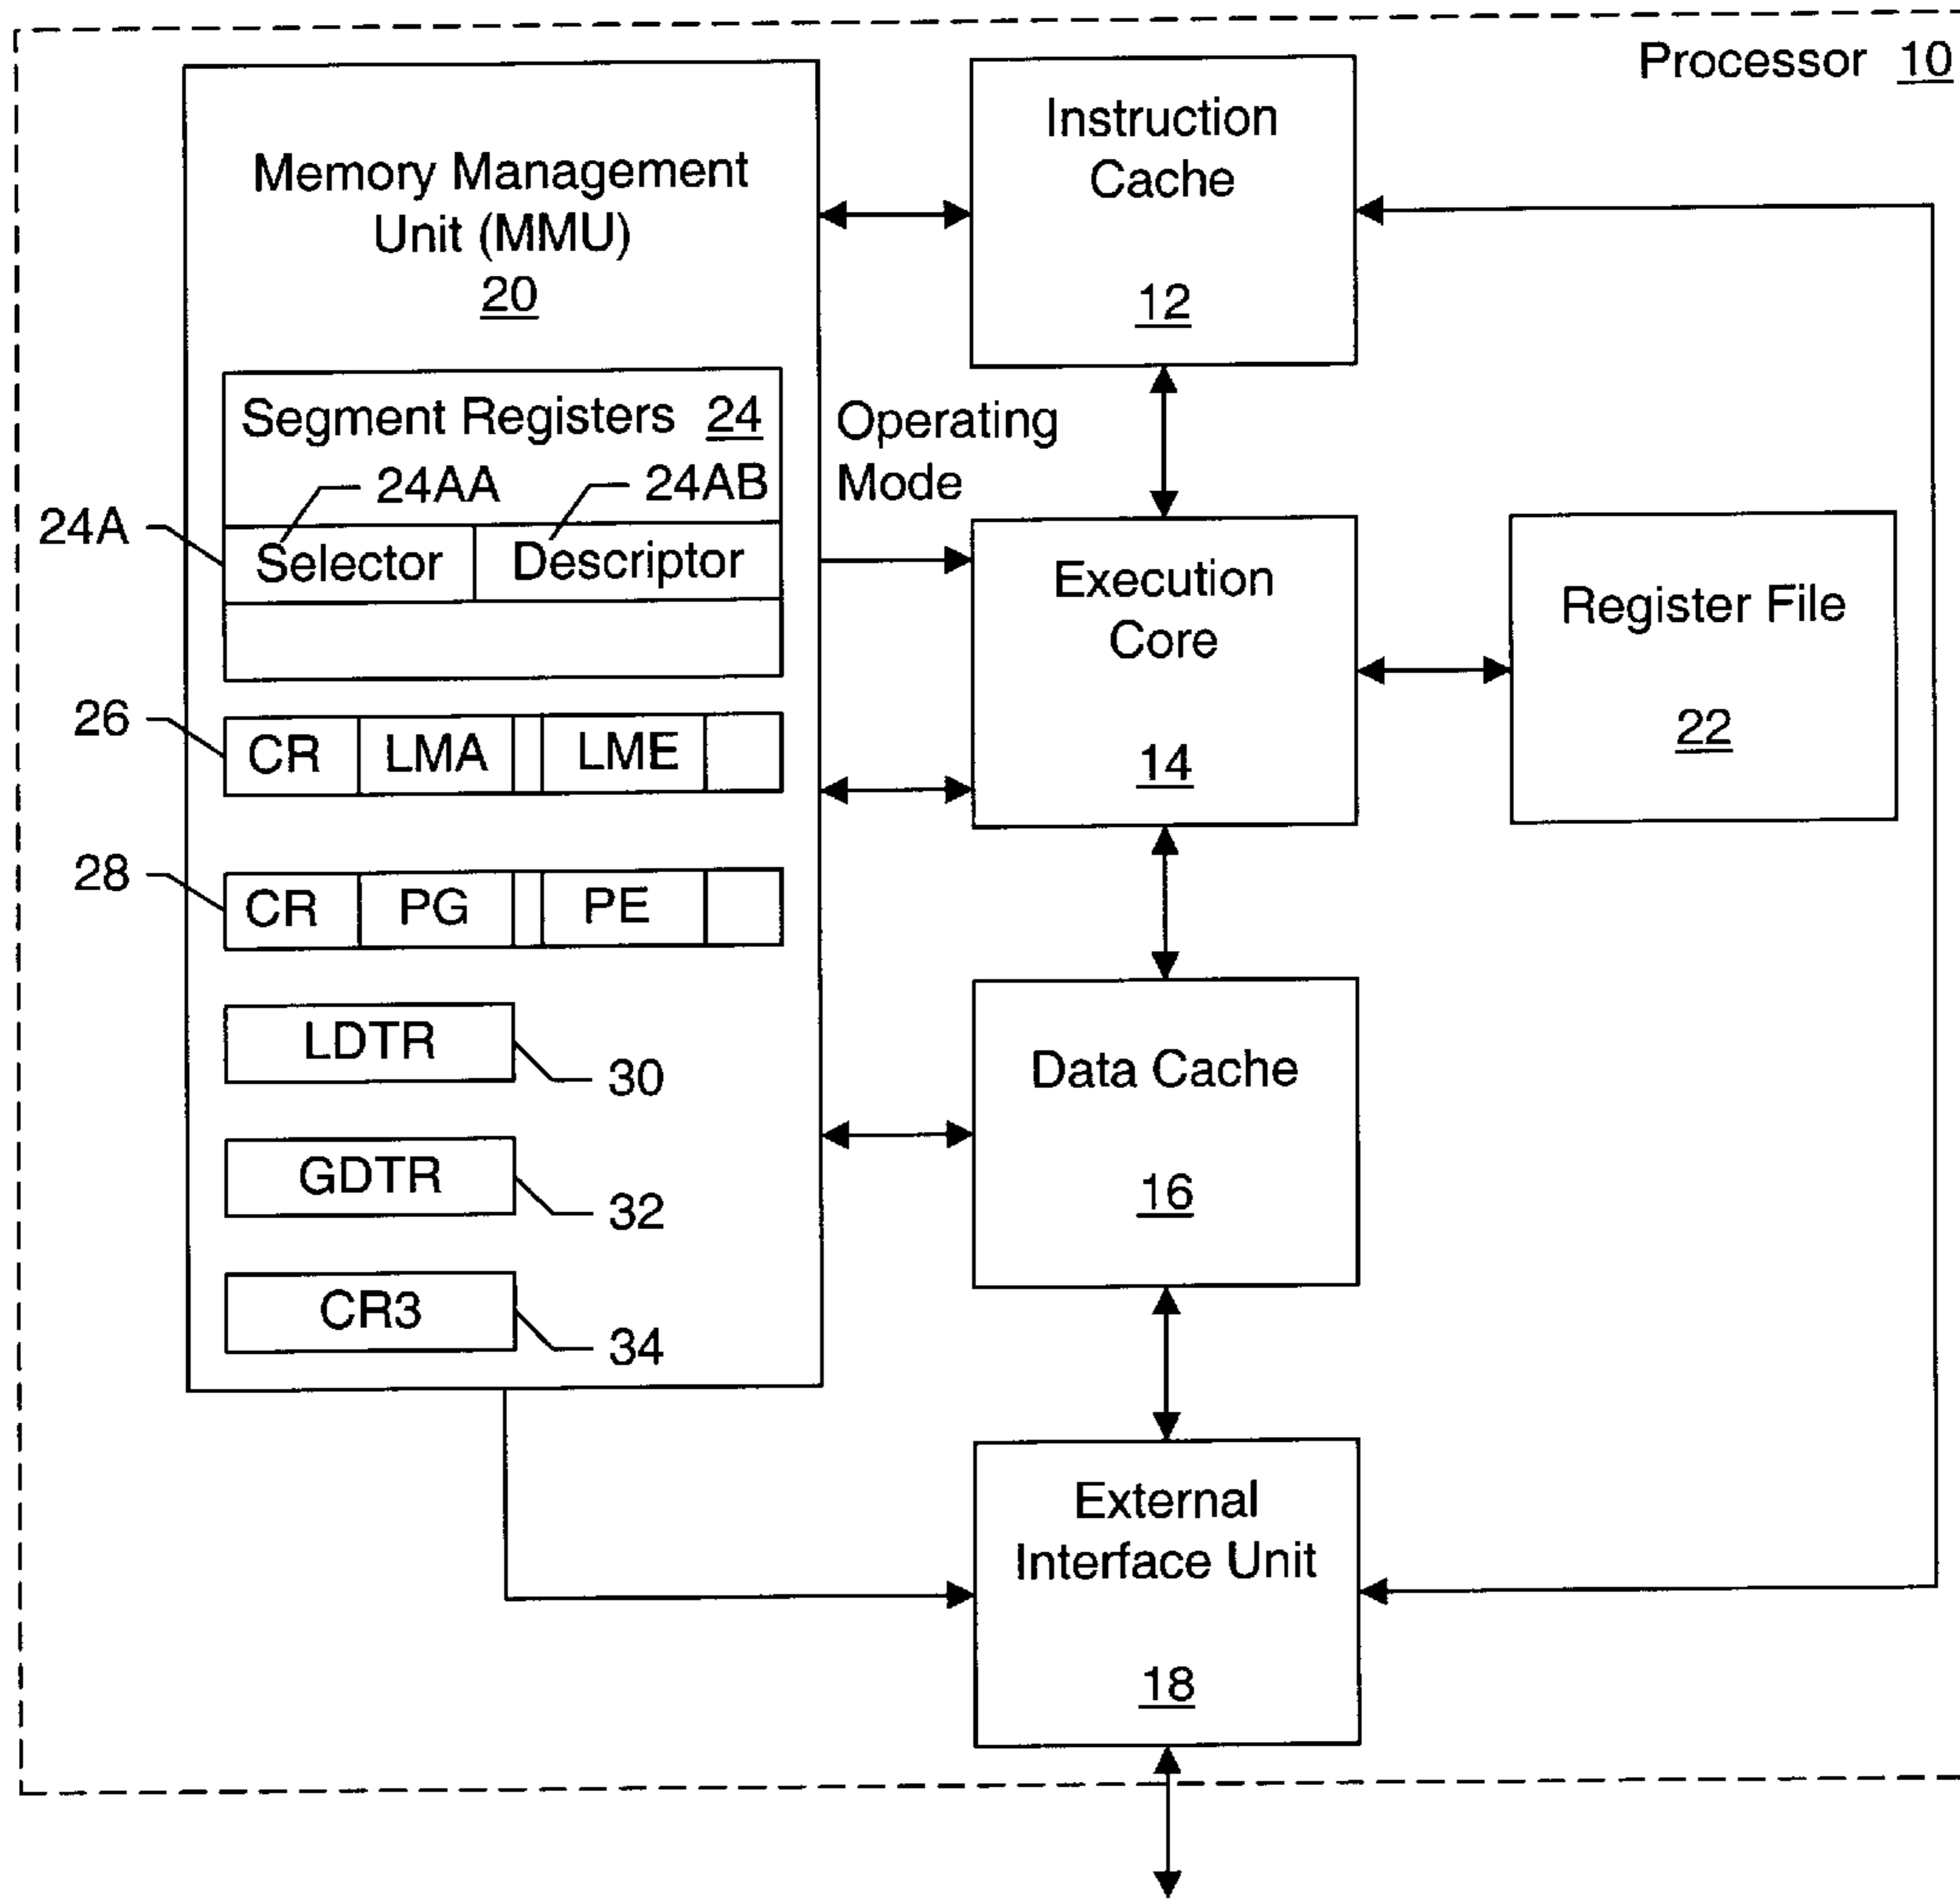 Processor 10
Memory Management
Unit (MMU)
20
Segment Registers 24
24AA
24AB
24A
Selector
Descriptor
26
CR
LMA
LME
28
CR
PG
PE
LDTR
30
GDTR
32
CR3
34
Operating
Mode
Instruction
Cache
12
Execution
Core
14
Register File
22
Data Cache
16
External
Interface Unit
18